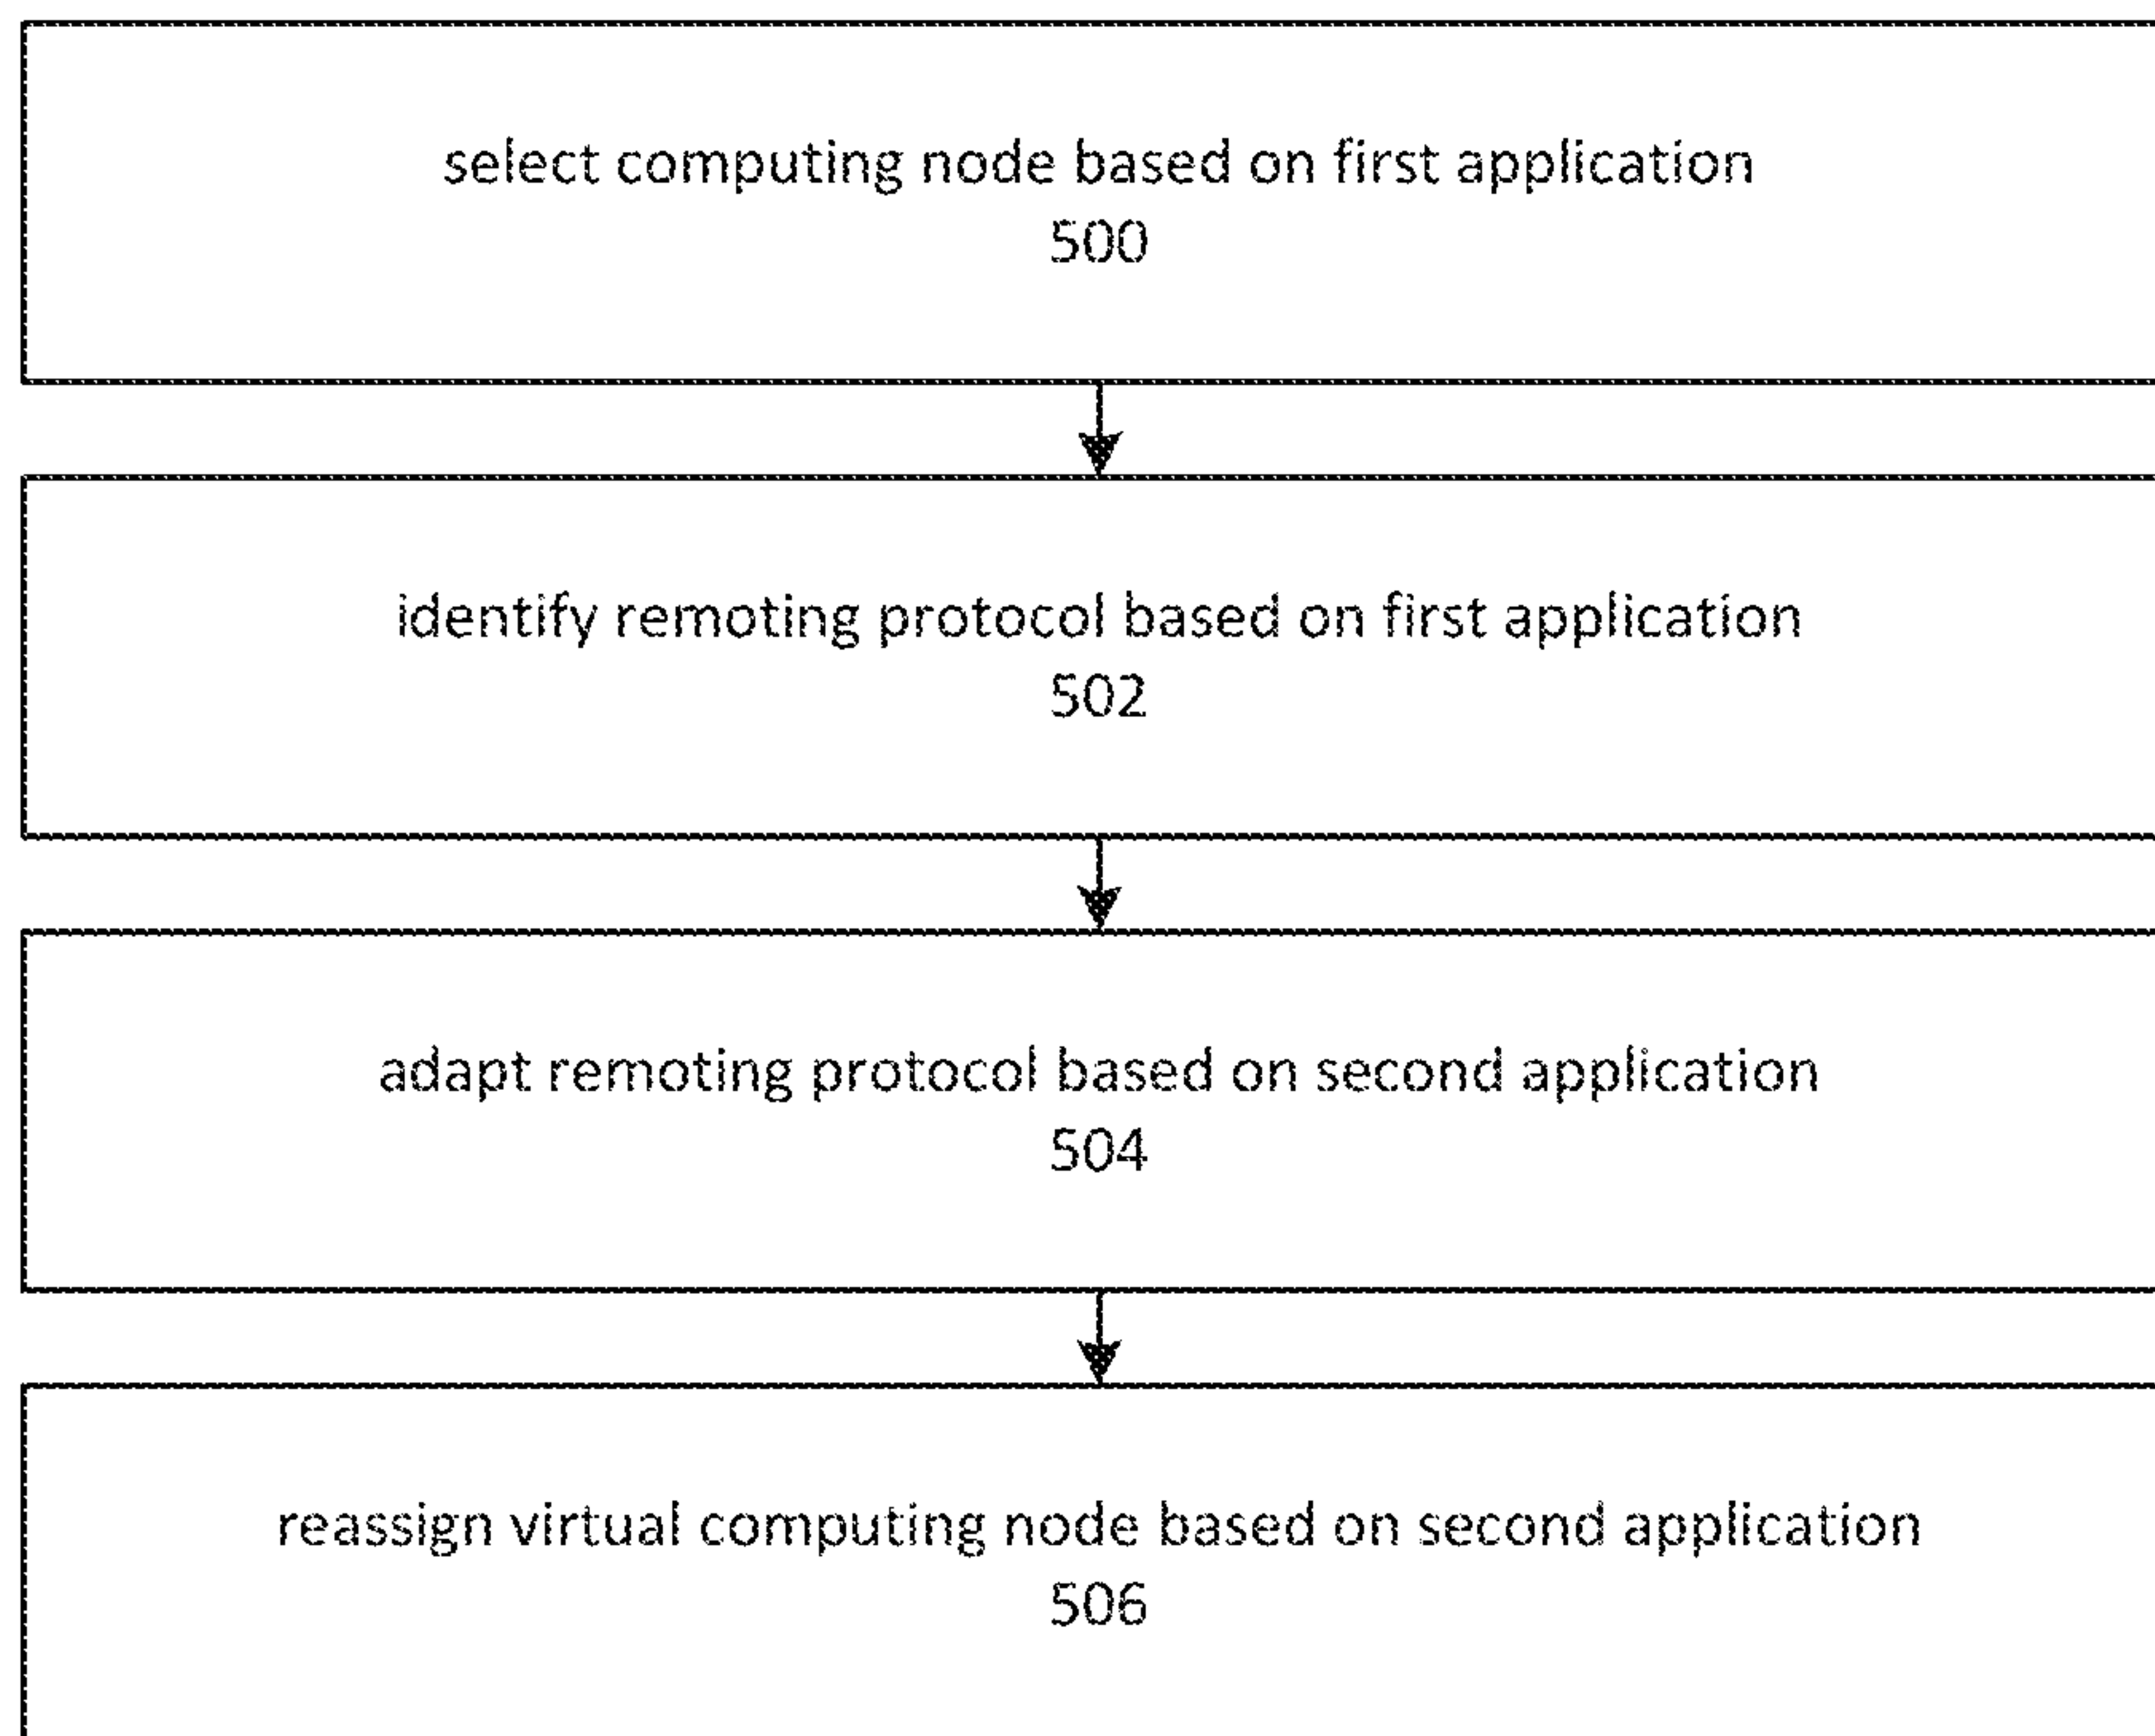 select computing node based on first application
500
identify remoting protocol based on first application
502
adapt remoting protocol based on second application
504
reassign virtual computing node based on second application
506